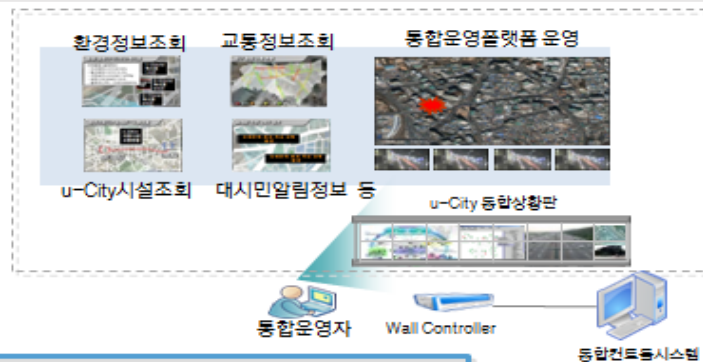 환경정보조회
교통정보조회
통합운영플랫폼 운영
u-City시설조회
대시민알림정보 등
u-City 통합상황판
통합운영자
Wall Controller
통합컨트롤시스템